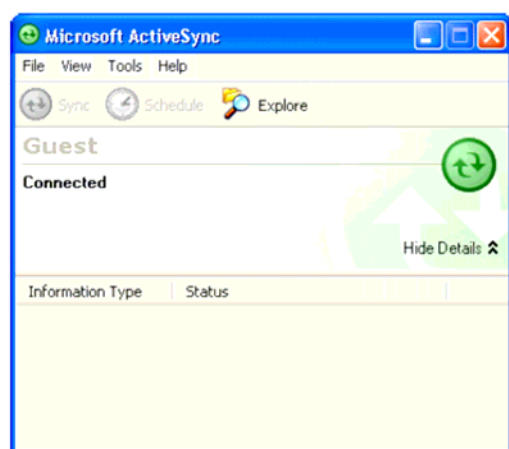 Microsoft ActiveSync
File View Tools Help
Sync Schedule Explore
Guest
Connected
Hide Details
Information Type Status